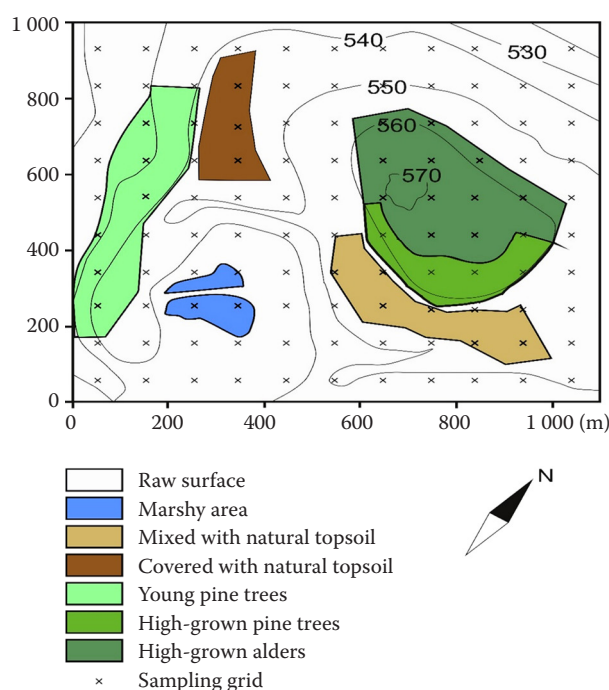 1 000
540
530
800
550
560
600
570
400
200
0
0
200
400
600
800
1 000 (m)
N
Raw surface
Marshy area
Mixed with natural topsoil
Covered with natural topsoil
Young pine trees
High-grown pine trees
High-grown alders
Sampling grid